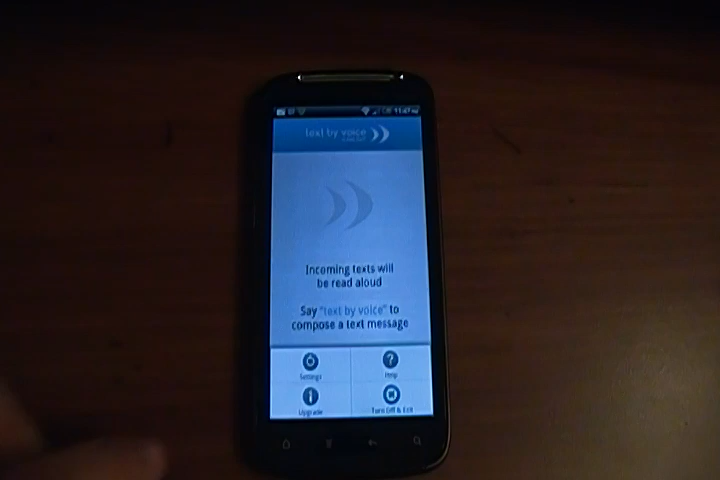 text by voice
Incoming texts will
be read aloud
Say "text by voice" to
compose a text message
Settings
Help
Upgrade
Turn Off & Exit